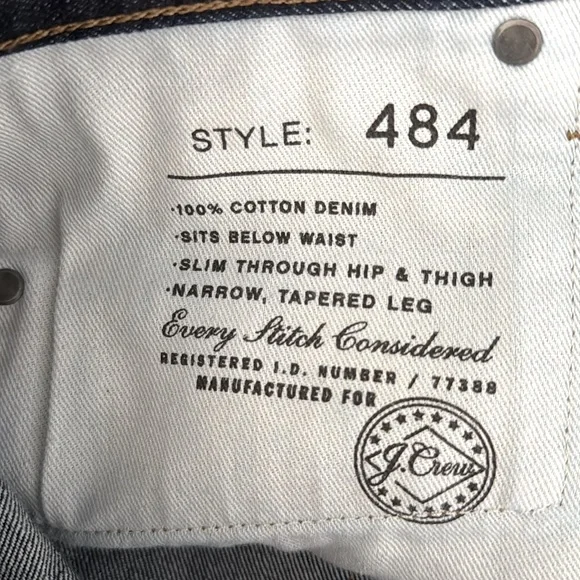 STYLE: 484
·100% COTTON DENIM
·SITS BELOW WAIST
·SLIM THROUGH HIP & THIGH
·NARROW, TAPERED LEG
Every Stitch Considered
REGISTERED I.D. NUMBER / 77388
MANUFACTURED FOR
J.Crew